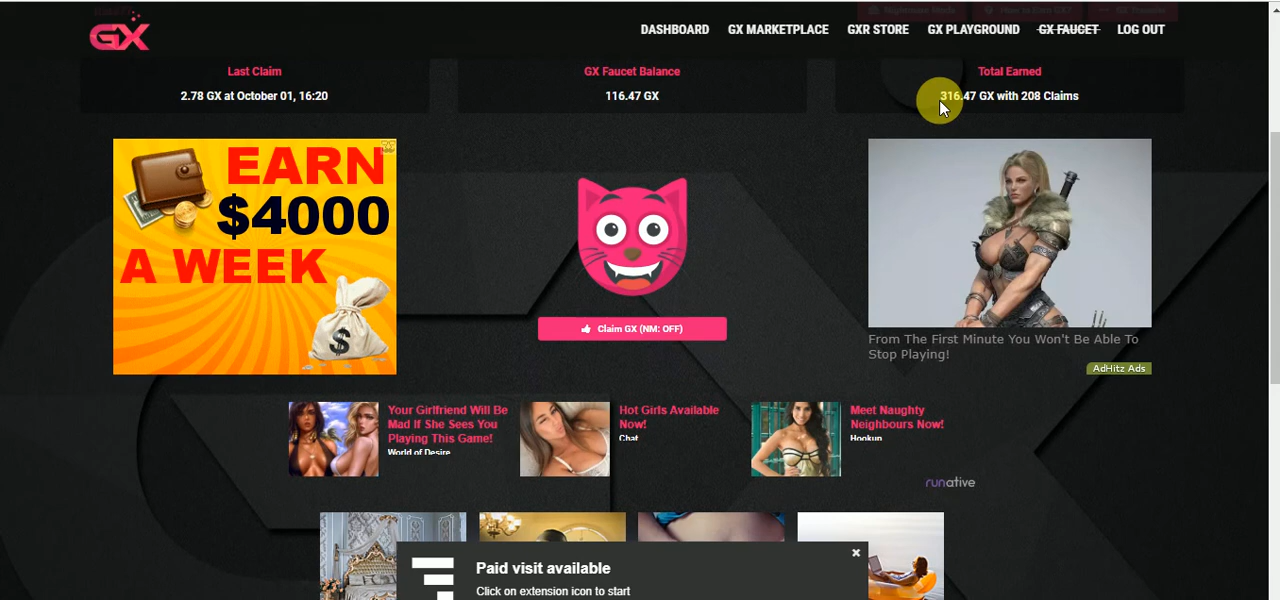 GX
DASHBOARD GX MARKETPLACE GXR STORE GX PLAYGROUND GX FAUCET LOG OUT
Last Claim
2.78 GX at October 01, 16:20
GX Faucet Balance
116.47 GX
Total Earned
316.47 GX with 208 Claims
EARN
$4000
A WEEK
$
Claim GX (NM: OFF)
From The First Minute You Won't Be Able To
Stop Playing!
AdHitz Ads
Your Girlfriend Will Be
Mad If She Sees You
Playing This Game!
World of Desire
Hot Girls Available
Now!
Chat
Meet Naughty
Neighbours Now!
Hookup
runative
Paid visit available
Click on extension icon to start